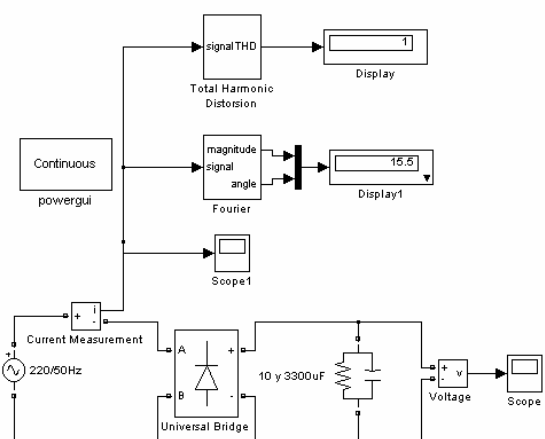 signal THD
1
Display
Total Harmonic
Distorsion
Continuous
powergui
magnitude
signal
angle
Fourier
15.5
Display1
Scope1
+
i
-
Current Measurement
+
220/50Hz
A
+
B
-
Universal Bridge
10 y 3300uF
+
-
v
Voltage
Scope